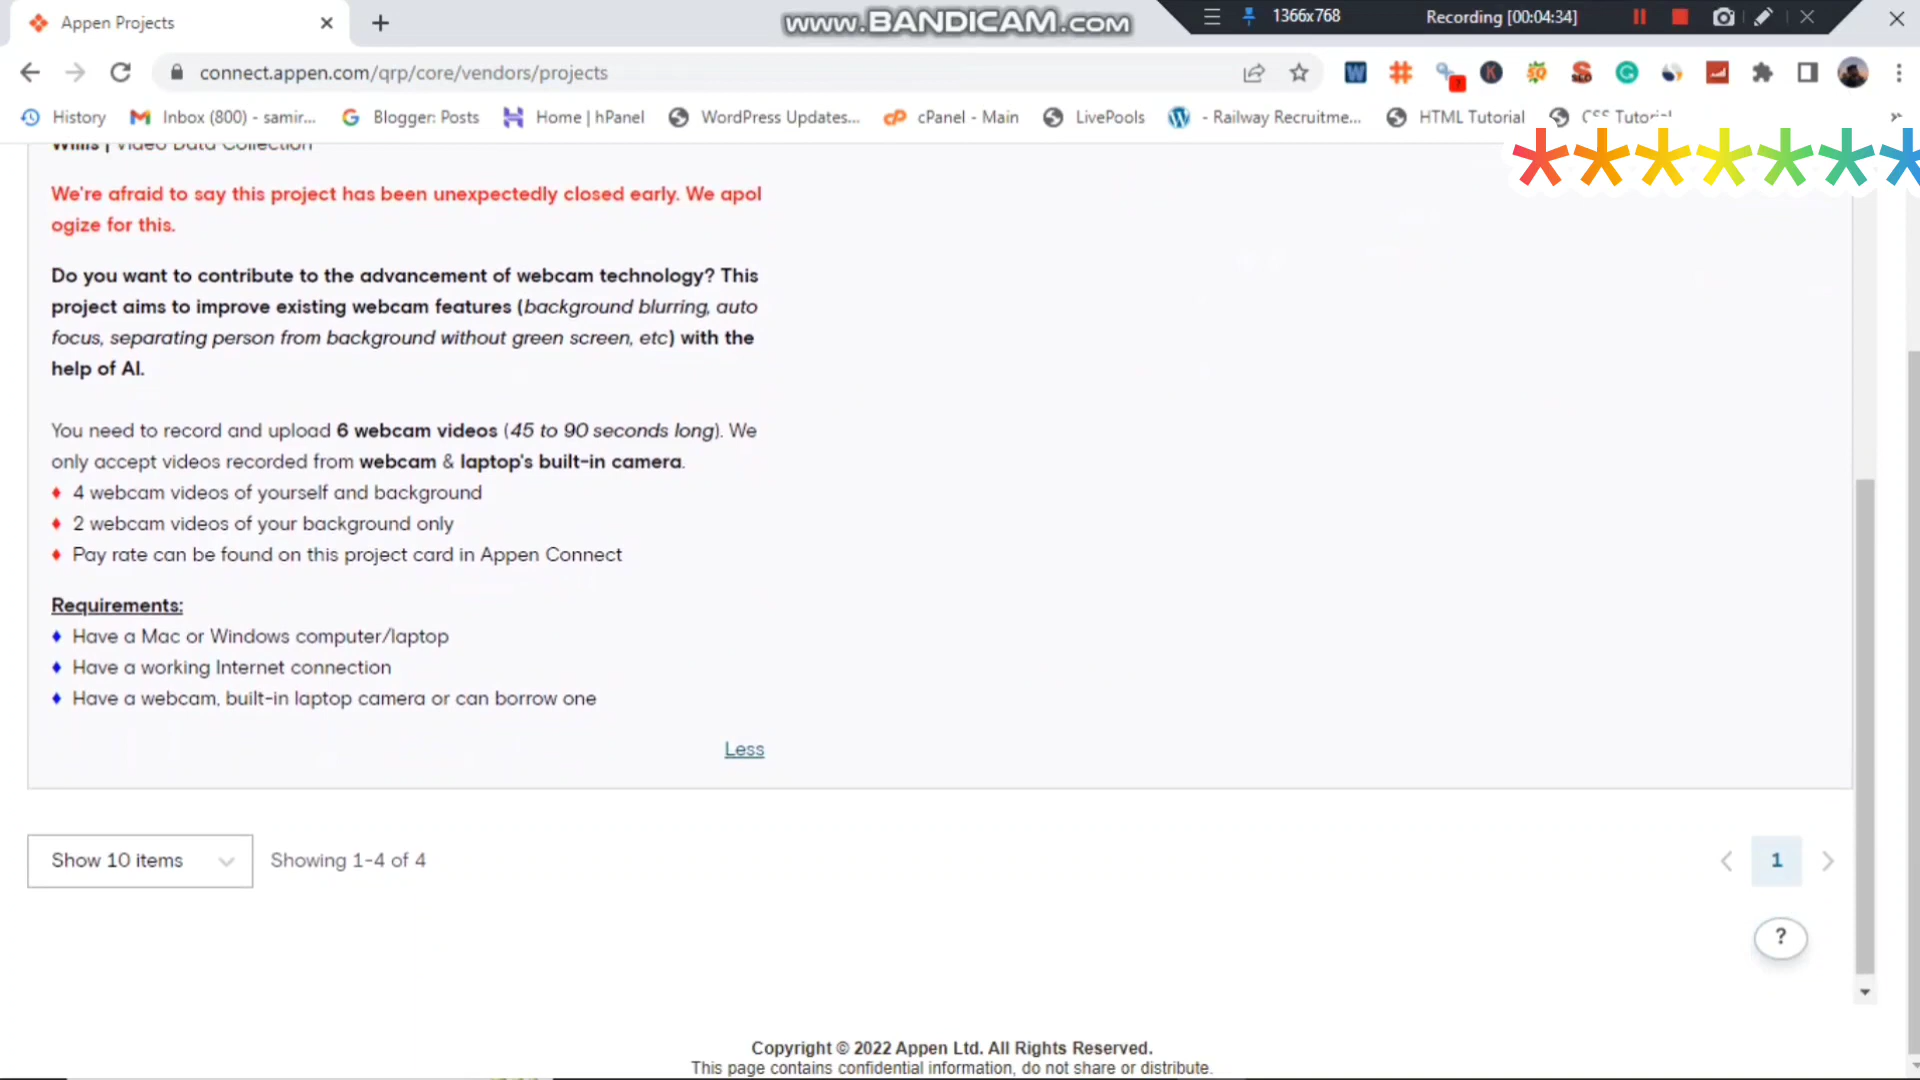 Appen Projects
www.BANDICAM.com
1366x768
Recording [00:04:34]
connect.appen.com/qrp/core/vendors/projects
History
Inbox (800) - samir...
Blogger: Posts
Home | hPanel
WordPress Updates...
cPanel - Main
LivePools
- Railway Recruitme...
HTML Tutorial
CSS Tutorial
Willis | Video Data Collection
We're afraid to say this project has been unexpectedly closed early. We apol
ogize for this.
Do you want to contribute to the advancement of webcam technology? This
project aims to improve existing webcam features (background blurring, auto
focus, separating person from background without green screen, etc) with the
help of AI.
You need to record and upload 6 webcam videos (45 to 90 seconds long). We
only accept videos recorded from webcam & laptop's built-in camera.
♦ 4 webcam videos of yourself and background
♦ 2 webcam videos of your background only
♦ Pay rate can be found on this project card in Appen Connect
Requirements:
♦ Have a Mac or Windows computer/laptop
♦ Have a working Internet connection
♦ Have a webcam, built-in laptop camera or can borrow one
Less
Show 10 items
Showing 1-4 of 4
1
?
Copyright © 2022 Appen Ltd. All Rights Reserved.
This page contains confidential information, do not share or distribute.